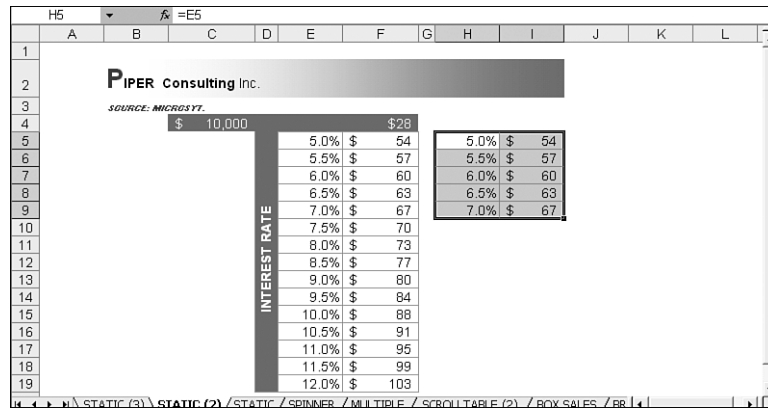 H5 fx =E5
A B C D E F G H I J K L
1
2 PIPER Consulting Inc.
3 SOURCE: MICROSYT.
4 $ 10,000 $28
5 5.0% $ 54 5.0% $ 54
6 5.5% $ 57 5.5% $ 57
7 6.0% $ 60 6.0% $ 60
8 6.5% $ 63 6.5% $ 63
9 7.0% $ 67 7.0% $ 67
10 7.5% $ 70
11 8.0% $ 73
12 8.5% $ 77
13 9.0% $ 80
14 9.5% $ 84
15 10.0% $ 88
16 10.5% $ 91
17 11.0% $ 95
18 11.5% $ 99
19 12.0% $ 103
INTEREST RATE
STATIC (3) STATIC (2) STATIC SPINNER MULTIPLE SCROLL TABLE (2) BOX SALES BR